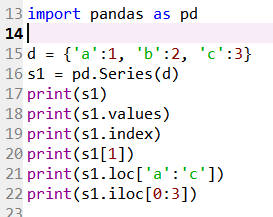 13 import pandas as pd
14
15 d = {'a':1, 'b':2, 'c':3}
16 s1 = pd.Series(d)
17 print(s1)
18 print(s1.values)
19 print(s1.index)
20 print(s1[1])
21 print(s1.loc['a':'c'])
22 print(s1.iloc[0:3])
23